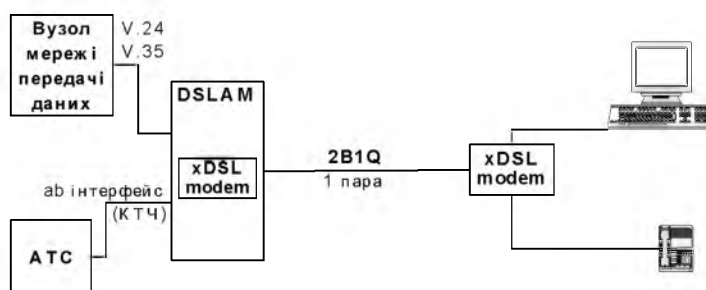 Вузол
мережі
передачі
даних
V.24
V.35
DSLAM
xDSL
modem
2B1Q
1 пара
xDSL
modem
ab інтерфейс
(КТЧ)
АТС